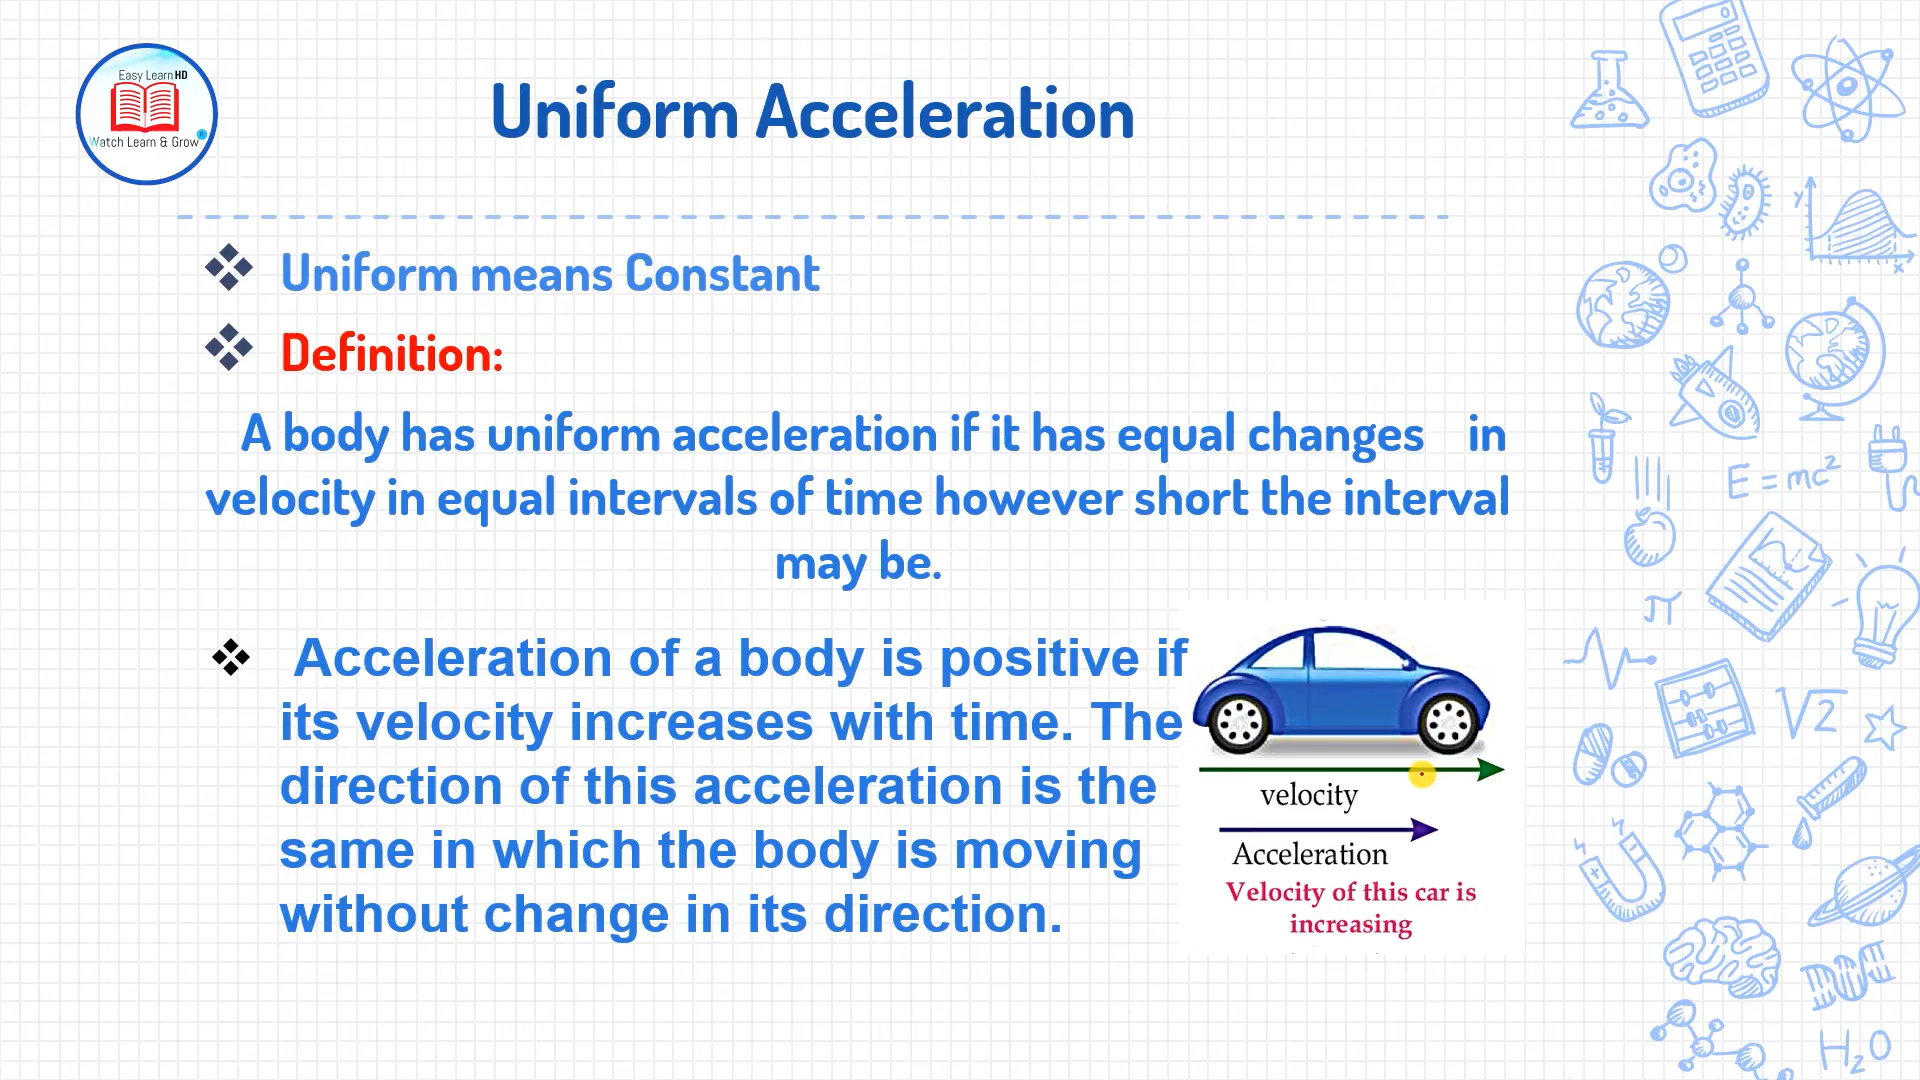 Easy Learn HD
Watch Learn & Grow
Uniform Acceleration
Uniform means Constant
Definition:
A body has uniform acceleration if it has equal changes in
velocity in equal intervals of time however short the interval
may be.
Acceleration of a body is positive if
its velocity increases with time. The
direction of this acceleration is the
same in which the body is moving
without change in its direction.
velocity
Acceleration
Velocity of this car is
increasing
y
x
E = mc²
π
√2
H₂O